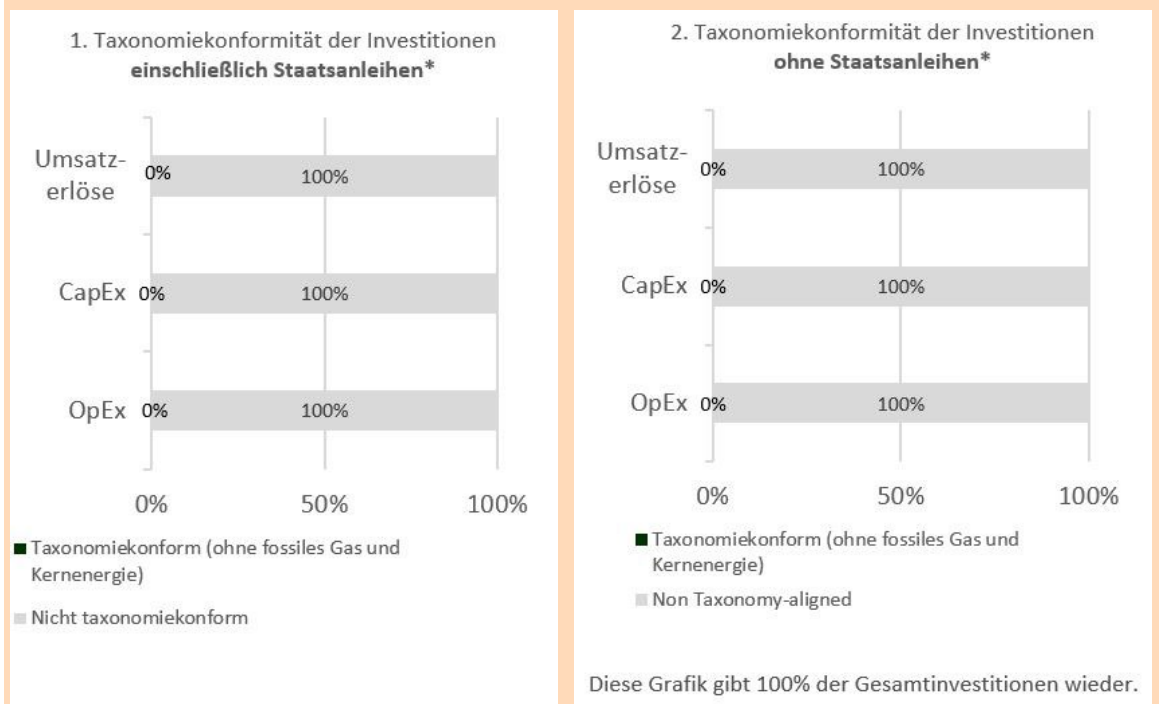 1. Taxonomiekonformität der Investitionen
einschließlich Staatsanleihen*
Umsatz-
erlöse
0%
100%
CapEx
0%
100%
OpEx
0%
100%
0%
50%
100%
Taxonomiekonform (ohne fossiles Gas und
Kernenergie)
Nicht taxonomiekonform
2. Taxonomiekonformität der Investitionen
ohne Staatsanleihen*
Umsatz-
erlöse
0%
100%
CapEx
0%
100%
OpEx
0%
100%
0%
50%
100%
Taxonomiekonform (ohne fossiles Gas und
Kernenergie)
Non Taxonomy-aligned
Diese Grafik gibt 100% der Gesamtinvestitionen wieder.